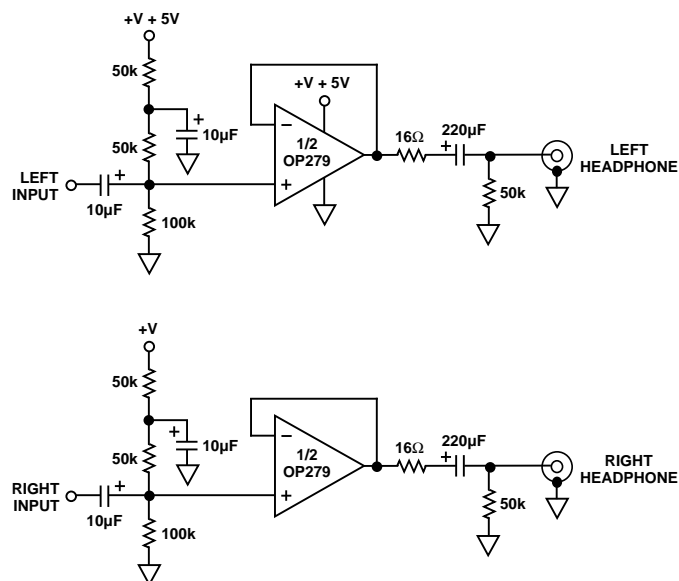 +V + 5V
50k
+
10µF
50k
+V + 5V
−
1/2
OP279
+
16Ω
220µF
+
LEFT
HEADPHONE
LEFT
INPUT
+
10µF
100k
50k
+V
50k
+
10µF
50k
−
1/2
OP279
+
16Ω
220µF
+
RIGHT
HEADPHONE
RIGHT
INPUT
+
10µF
100k
50k